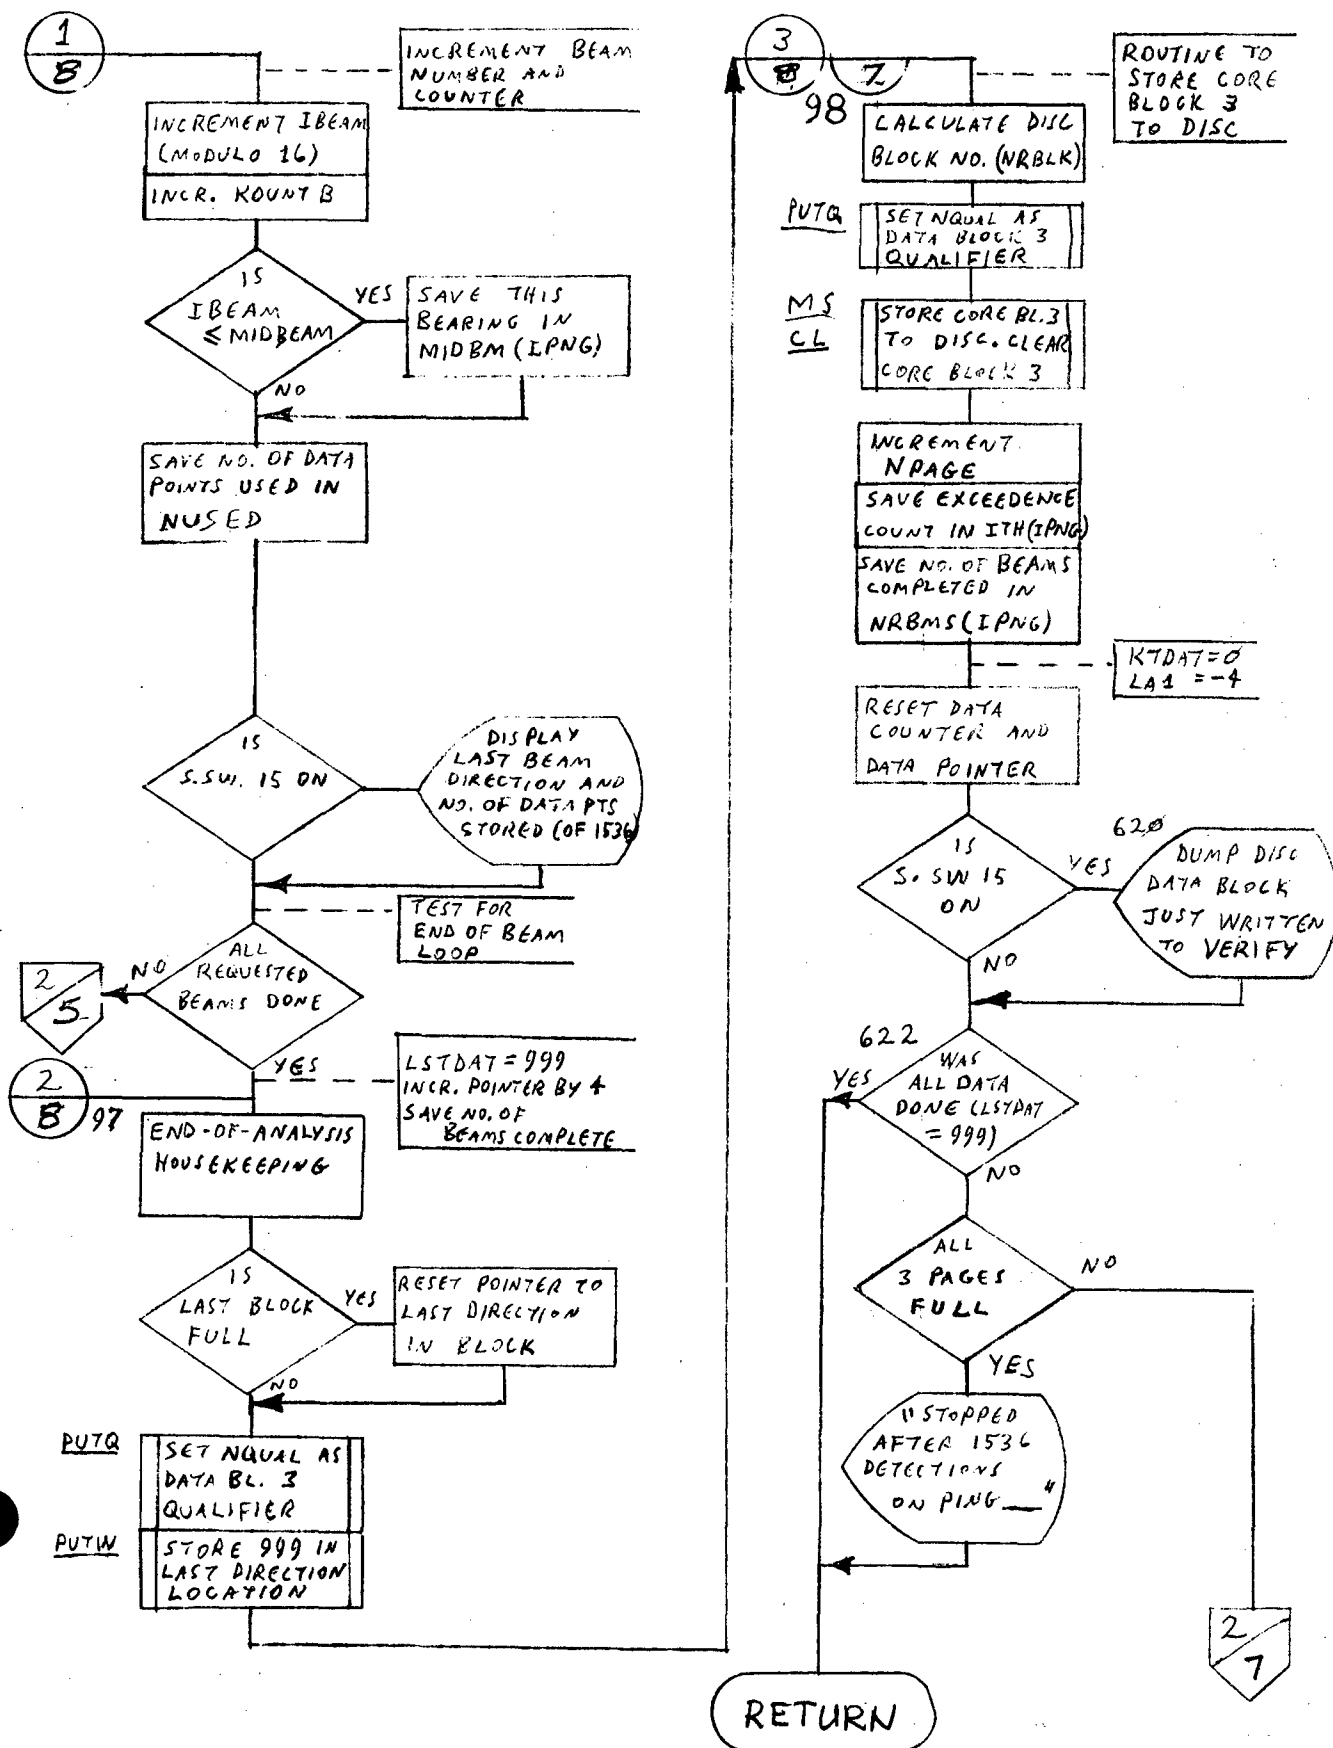 1
8
INCREMENT BEAM
NUMBER AND
COUNTER
INCREMENT IBEAM
(MODULO 16)
INCR. KOUNT B
IS
IBEAM
≤ MIDBEAM
YES
SAVE THIS
BEARING IN
MIDBM (IPNG)
NO
SAVE NO. OF DATA
POINTS USED IN
NUSED
IS
S.SW. 15 ON
DISPLAY
LAST BEAM
DIRECTION AND
NO. OF DATA PTS
STORED (OF 1536)
TEST FOR
END OF BEAM
LOOP
ALL
REQUESTED
BEAMS DONE
NO
2
5
YES
LSTDAT = 999
INCR. POINTER BY 4
SAVE NO. OF
BEAMS COMPLETE
2
8
97
END-OF-ANALYSIS
HOUSEKEEPING
IS
LAST BLOCK
FULL
YES
RESET POINTER TO
LAST DIRECTION
IN BLOCK
NO
PUTQ
SET NQUAL AS
DATA BL. 3
QUALIFIER
PUTW
STORE 999 IN
LAST DIRECTION
LOCATION
3
8
7
98
ROUTINE TO
STORE CORE
BLOCK 3
TO DISC
CALCULATE DISC
BLOCK NO. (NRBLK)
PUTQ
SET NQUAL AS
DATA BLOCK 3
QUALIFIER
MS
CL
STORE CORE BL.3
TO DISC. CLEAR
CORE BLOCK 3
INCREMENT
NPAGE
SAVE EXCEEDENCE
COUNT IN ITH(IPNG)
SAVE NO. OF BEAMS
COMPLETED IN
NRBMS (IPNG)
KTDAT=0
LA1 =-4
RESET DATA
COUNTER AND
DATA POINTER
IS
S. SW 15
ON
YES
620
DUMP DISC
DATA BLOCK
JUST WRITTEN
TO VERIFY
NO
622
WAS
ALL DATA
DONE (LSTDAT
= 999)
YES
NO
ALL
3 PAGES
FULL
NO
YES
"STOPPED
AFTER 1536
DETECTIONS
ON PING ___"
2
7
RETURN